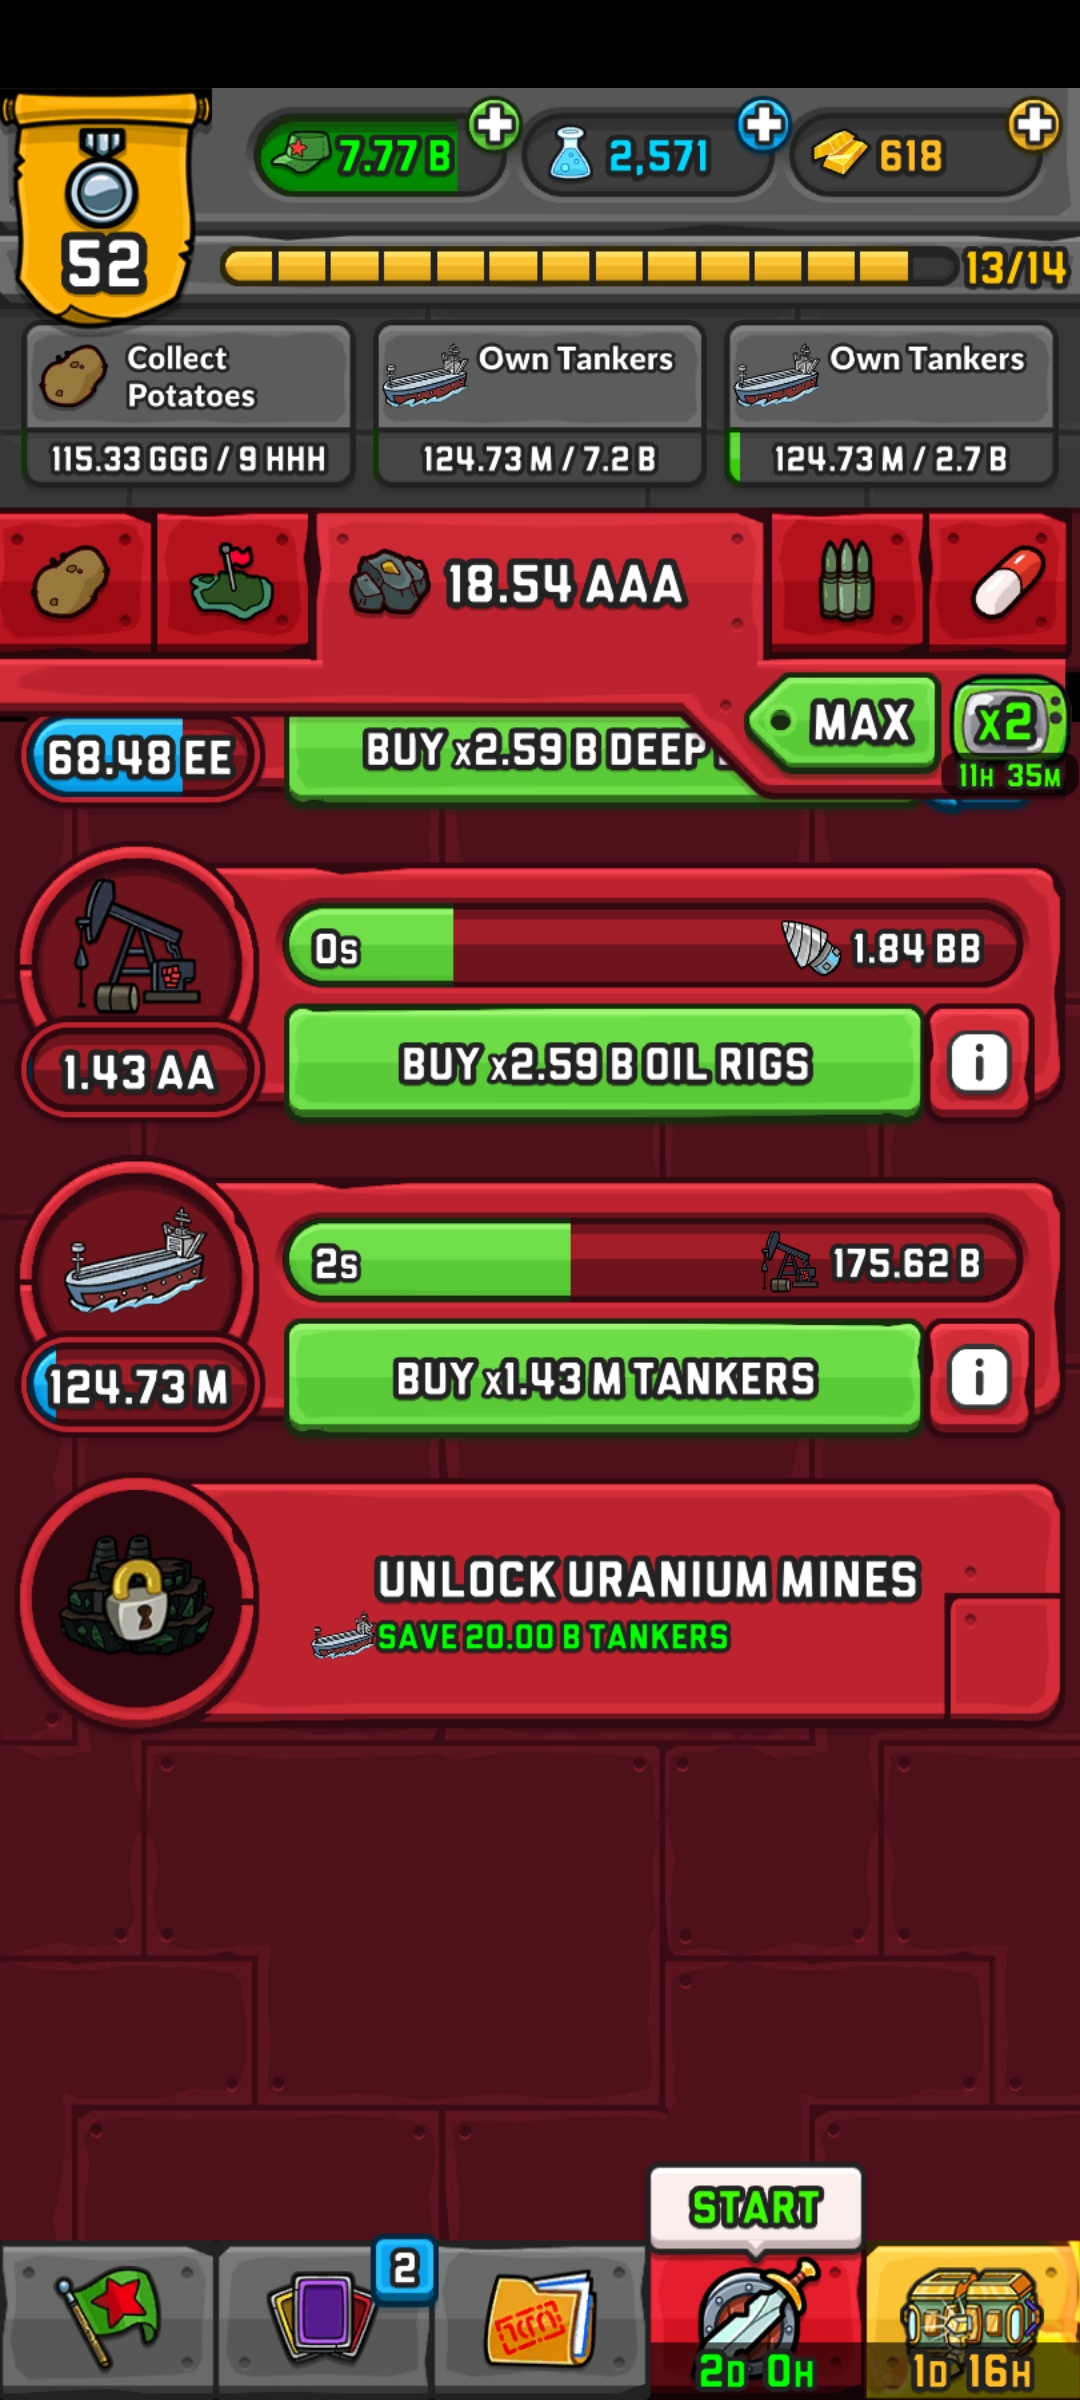 7.77 B
2,571
618
52
13/14
Collect
Potatoes
Own Tankers
Own Tankers
115.33 GGG / 9 HHH
124.73 M / 7.2 B
124.73 M / 2.7 B
18.54 AAA
MAX
x2
11H 35M
68.48 EE
BUY x2.59 B DEEP
0s
1.84 BB
1.43 AA
BUY x2.59 B OIL RIGS
i
2s
175.62 B
124.73 M
BUY x1.43 M TANKERS
i
UNLOCK URANIUM MINES
SAVE 20.00 B TANKERS
START
2
2D 0H
1D 16H